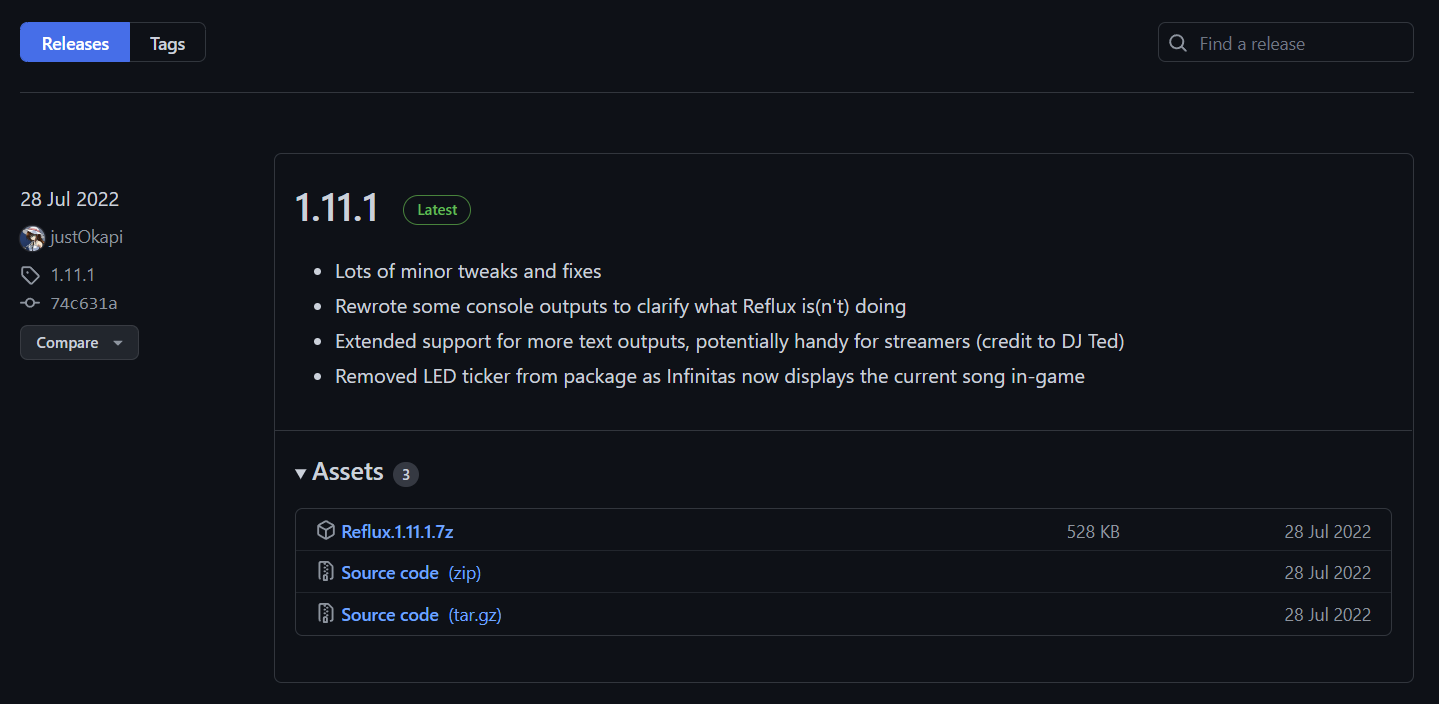 Releases
Tags
Find a release
28 Jul 2022
justOkapi
1.11.1
74c631a
Compare
1.11.1 Latest
Lots of minor tweaks and fixes
Rewrote some console outputs to clarify what Reflux is(n't) doing
Extended support for more text outputs, potentially handy for streamers (credit to DJ Ted)
Removed LED ticker from package as Infinitas now displays the current song in-game
Assets 3
Reflux.1.11.1.7z 528 KB 28 Jul 2022
Source code (zip) 28 Jul 2022
Source code (tar.gz) 28 Jul 2022